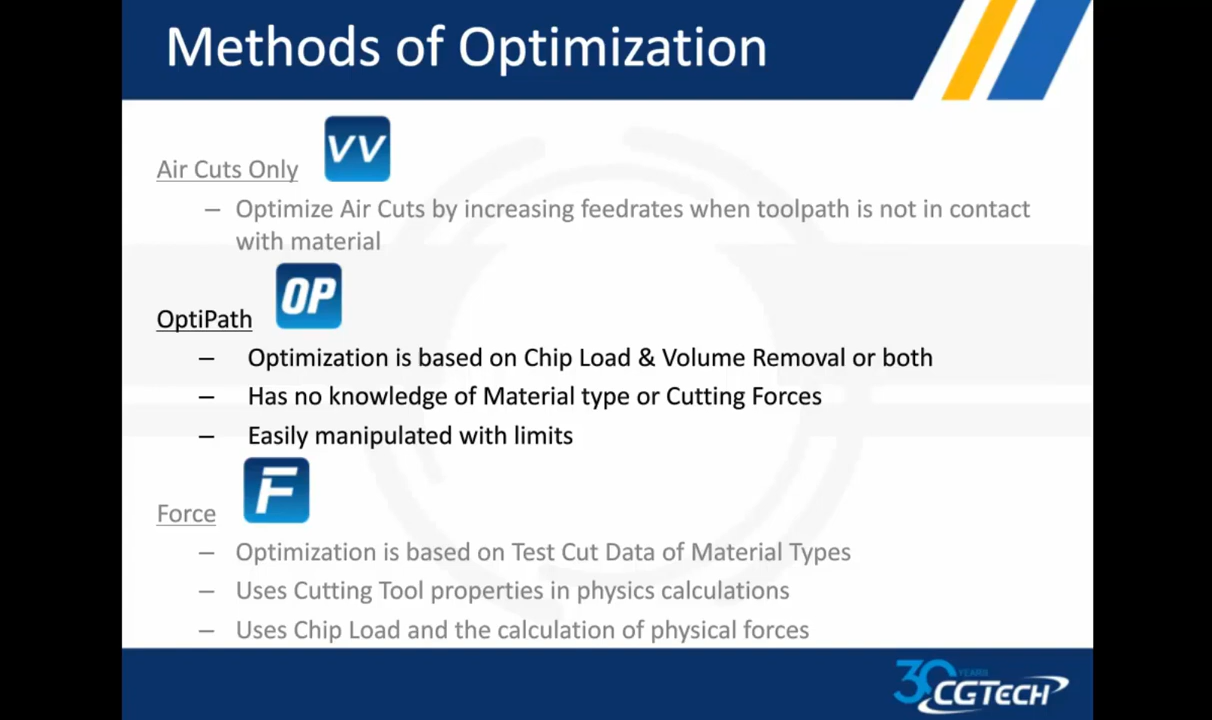 Methods of Optimization
Air Cuts Only
VV
– Optimize Air Cuts by increasing feedrates when toolpath is not in contact
with material
OptiPath
OP
– Optimization is based on Chip Load & Volume Removal or both
– Has no knowledge of Material type or Cutting Forces
– Easily manipulated with limits
Force
F
– Optimization is based on Test Cut Data of Material Types
– Uses Cutting Tool properties in physics calculations
– Uses Chip Load and the calculation of physical forces
30 YEARS
CGTECH